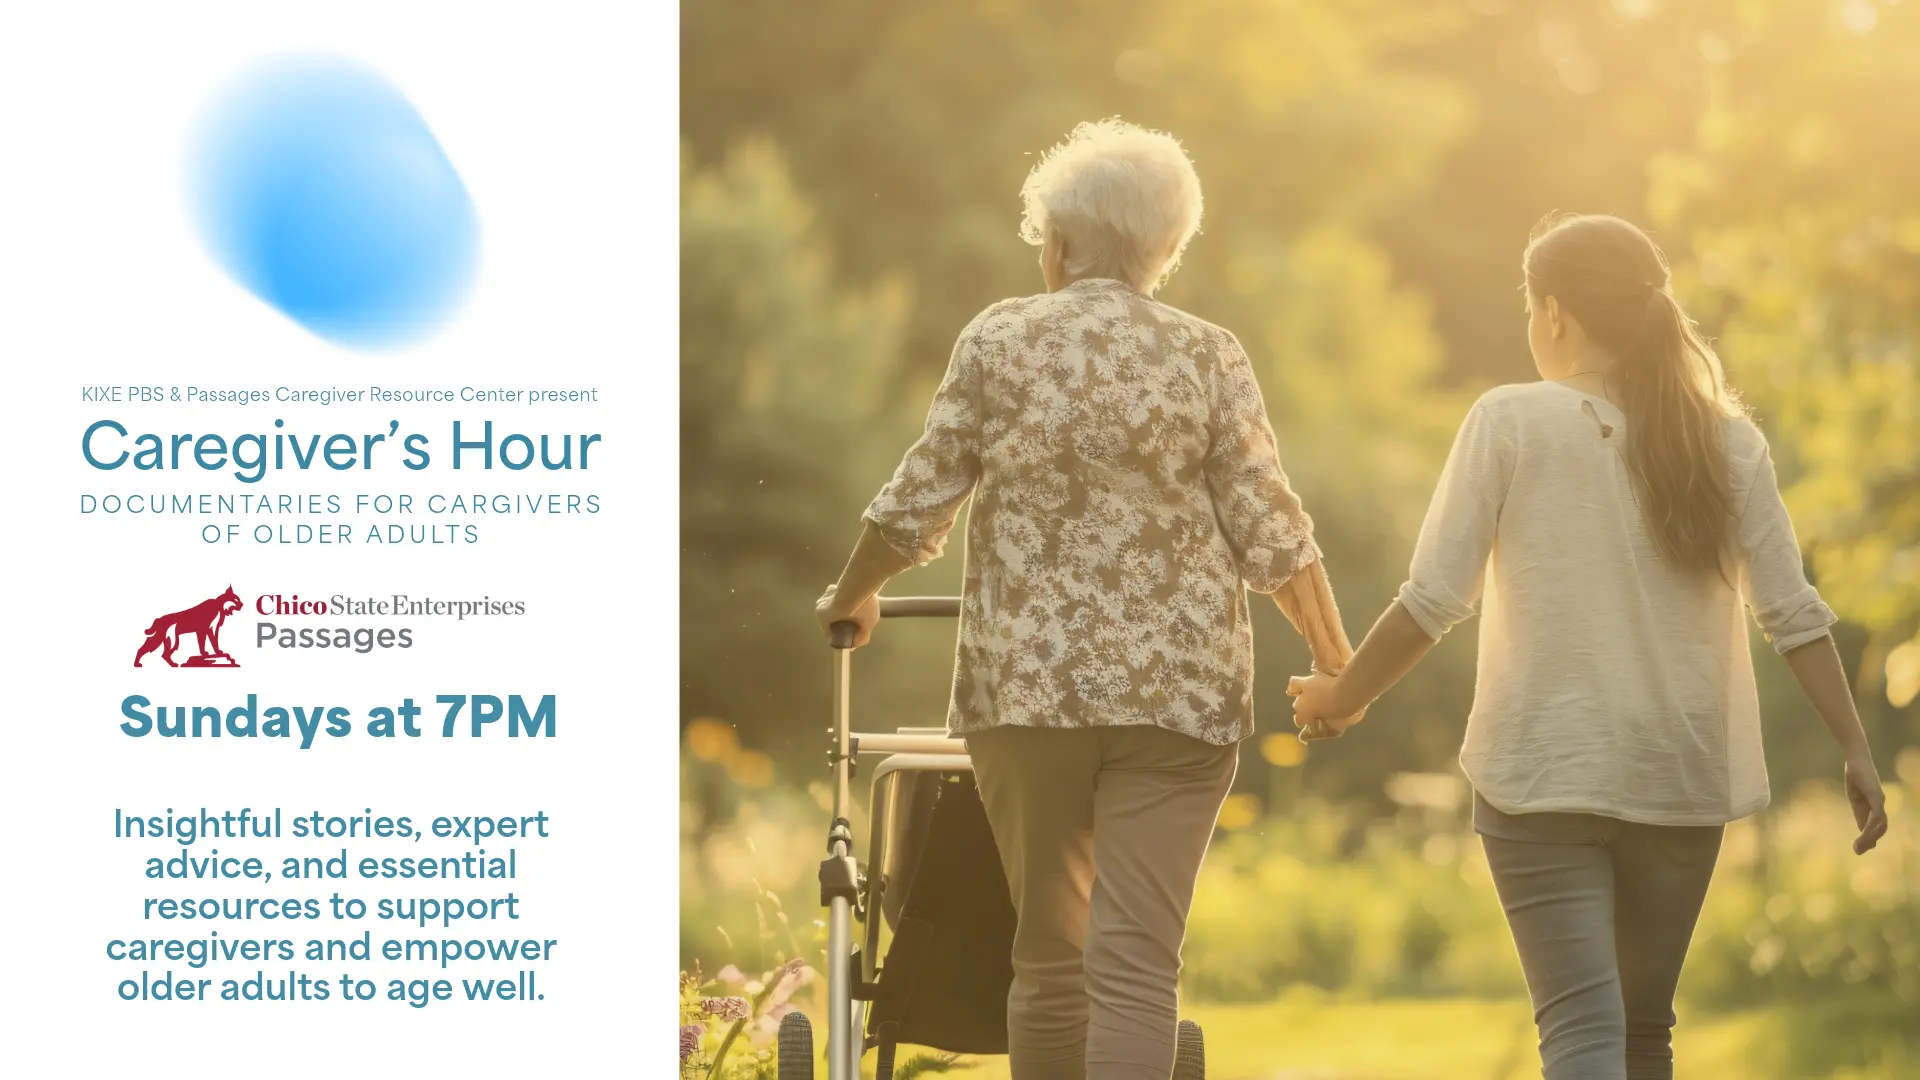 KIXE PBS & Passages Caregiver Resource Center present
Caregiver’s Hour
DOCUMENTARIES FOR CARGIVERS
OF OLDER ADULTS
Chico State Enterprises
Passages
Sundays at 7PM
Insightful stories, expert
advice, and essential
resources to support
caregivers and empower
older adults to age well.